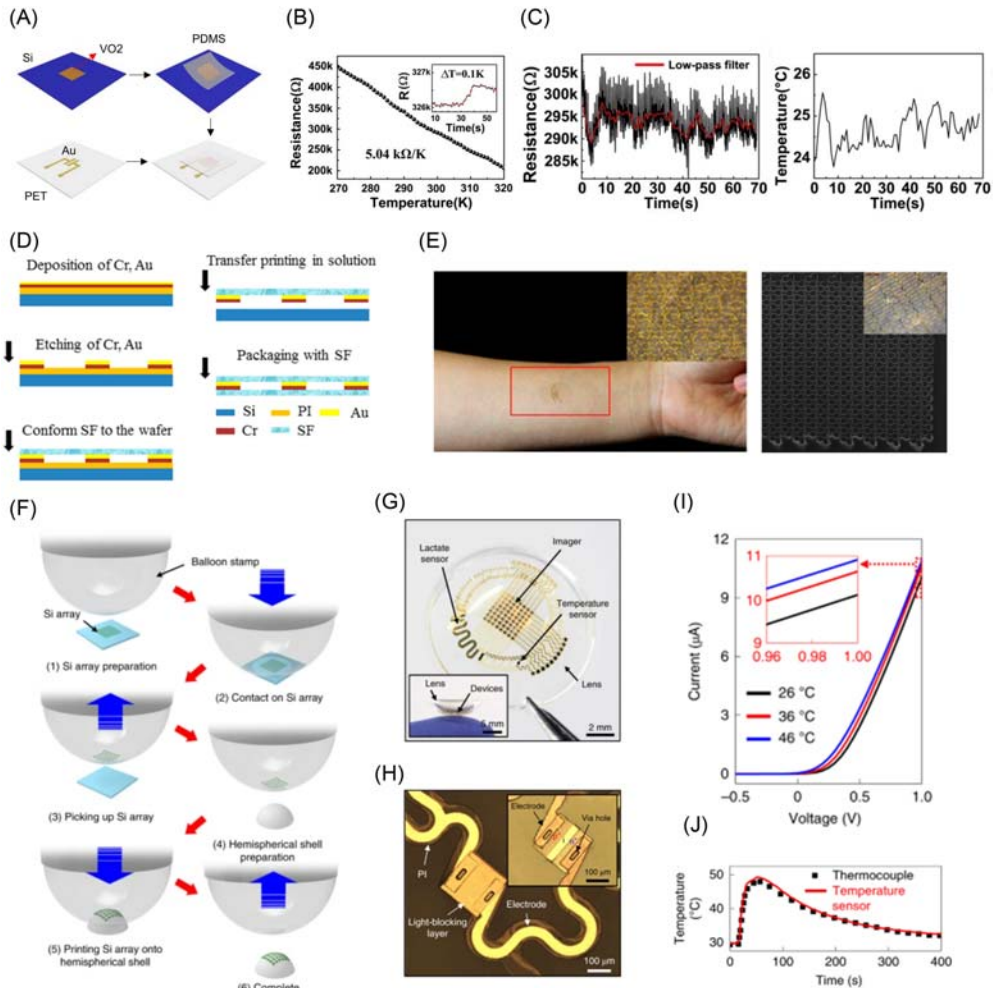 (A)
Si
VO2
PDMS
Au
PET
(B)
450k
400k
350k
300k
250k
200k
Resistance(Ω)
270 280 290 300 310 320
Temperature(K)
5.04 kΩ/K
327k
326k
R(Ω)
ΔT=0.1K
0 50
Time(s)
(C)
305k
300k
295k
290k
285k
Resistance(Ω)
Low-pass filter
0 10 20 30 40 50 60 70
Time(s)
26
25
24
Temperature(°C)
0 10 20 30 40 50 60 70
Time(s)
(D)
Deposition of Cr, Au
Etching of Cr, Au
Conform SF to the wafer
Transfer printing in solution
Packaging with SF
Si PI Au
Cr SF
(E)
(F)
Balloon stamp
Si array
(1) Si array preparation
(2) Contact on Si array
(3) Picking up Si array
(4) Hemispherical shell
preparation
(5) Printing Si array onto
hemispherical shell
(6) Complete
(G)
Lactate
sensor
Imager
Temperature
sensor
Lens
Lens
Devices
5 mm
2 mm
(H)
PI
Light-blocking
layer
Electrode
Electrode
Via hole
100 μm
100 μm
(I)
12
9
6
3
0
Current (μA)
11
10
9
0.96 0.98 1.00
26 °C
36 °C
46 °C
–0.5 0 0.5 1.0
Voltage (V)
(J)
50
40
30
Temperature
(°C)
Thermocouple
Temperature
sensor
0 100 200 300 400
Time (s)